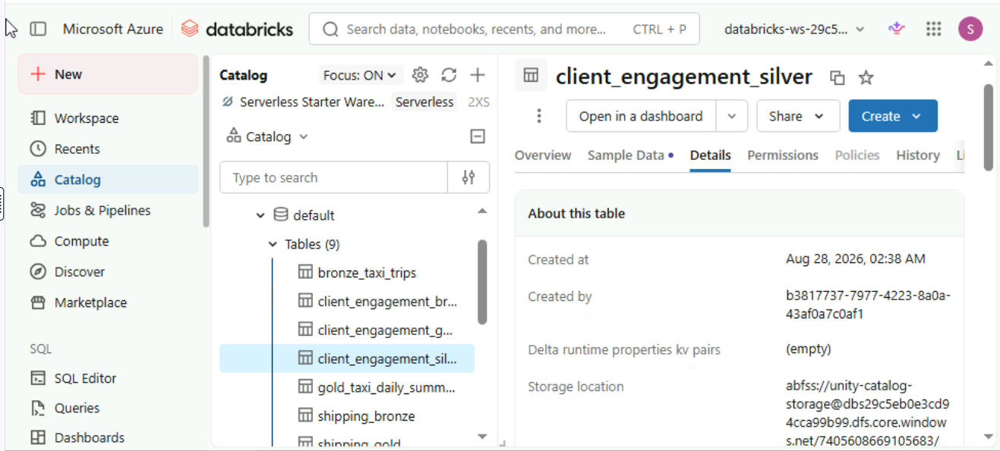 Microsoft Azure databricks Search data, notebooks, recents, and more... CTRL + P databricks-ws-29c5... S
New
Workspace
Recents
Catalog
Jobs & Pipelines
Compute
Discover
Marketplace
SQL
SQL Editor
Queries
Dashboards
Catalog Focus: ON
Serverless Starter Ware... Serverless 2XS
Catalog
Type to search
default
Tables (9)
bronze_taxi_trips
client_engagement_br...
client_engagement_g...
client_engagement_sil...
gold_taxi_daily_summ...
shipping_bronze
shipping_gold
client_engagement_silver
Open in a dashboard Share Create
Overview Sample Data Details Permissions Policies History Li
About this table
Created at Aug 28, 2026, 02:38 AM
Created by b3817737-7977-4223-8a0a-
43af0a7c0af1
Delta runtime properties kv pairs (empty)
Storage location abfss://unity-catalog-
storage@dbs29c5eb0e3cd9
4cca99b99.dfs.core.window
s.net/7405608669105683/